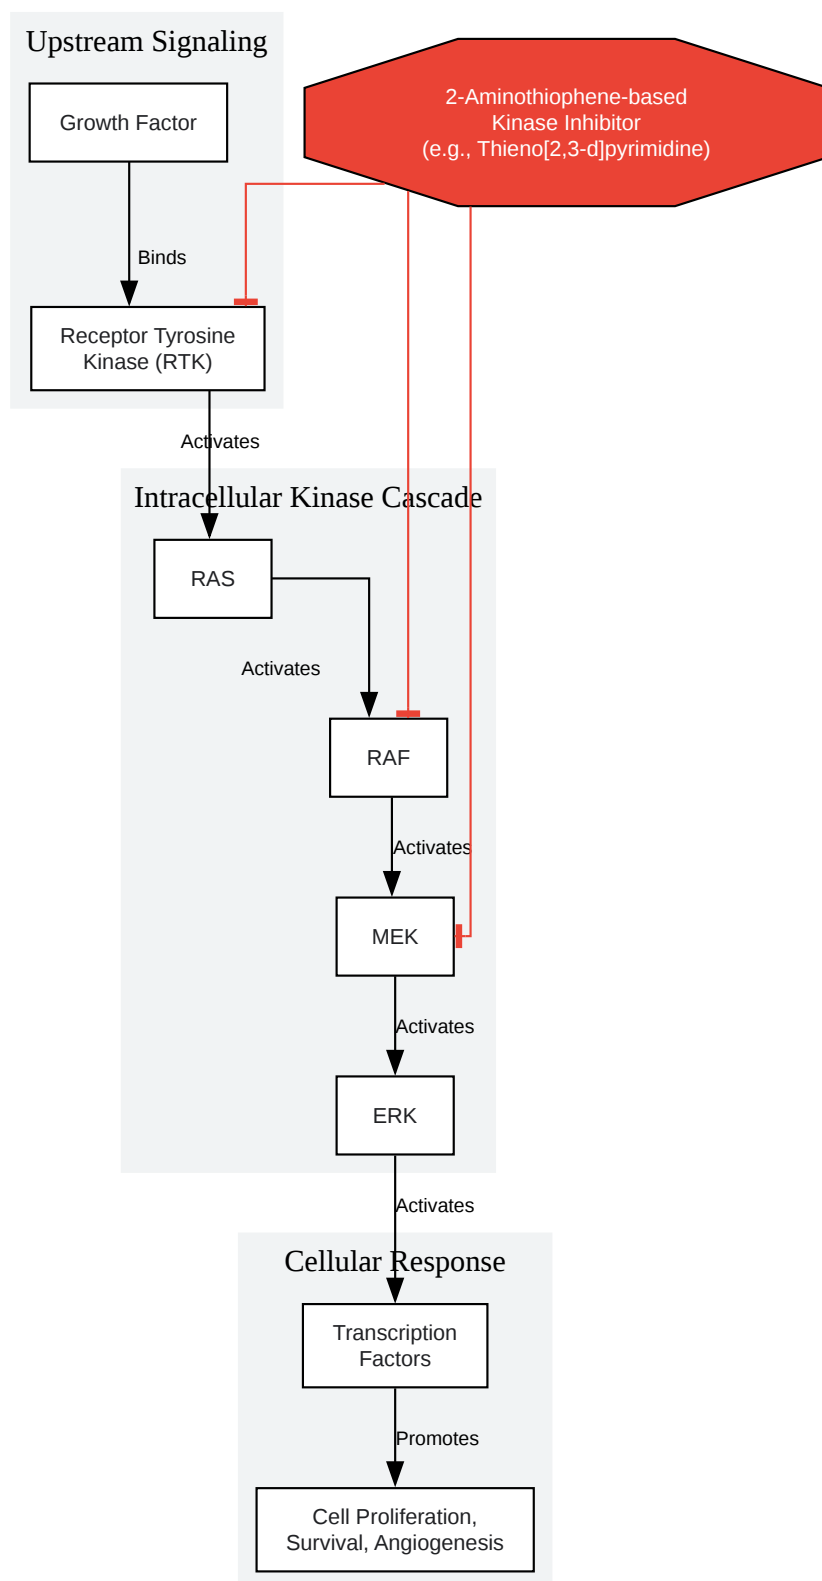 Upstream Signaling
Growth Factor
2-Aminothiophene-based
Kinase Inhibitor
(e.g., Thieno[2,3-d]pyrimidine)
Binds
Receptor Tyrosine
Kinase (RTK)
Activates
Intracellular Kinase Cascade
RAS
Activates
RAF
Activates
MEK
Activates
ERK
Activates
Cellular Response
Transcription
Factors
Promotes
Cell Proliferation,
Survival, Angiogenesis